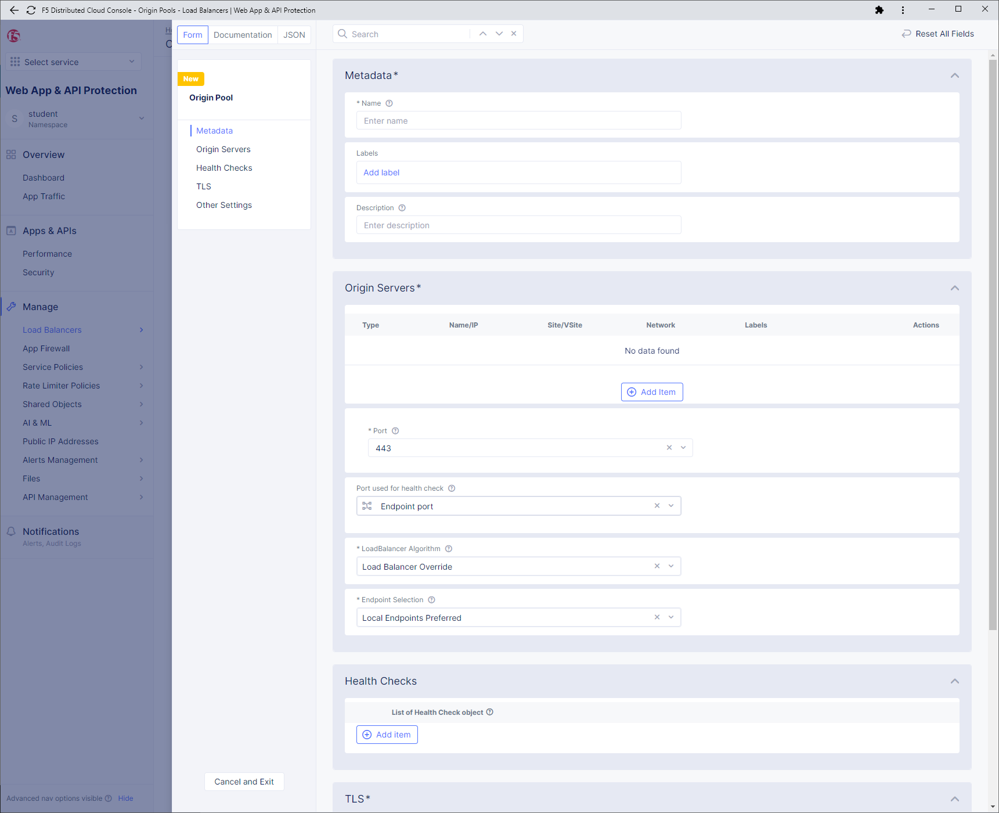 F5 Distributed Cloud Console - Origin Pools - Load Balancers | Web App & API Protection
Select service
Web App & API Protection
S
student
Namespace
Overview
Dashboard
App Traffic
Apps & APIs
Performance
Security
Manage
Load Balancers
App Firewall
Service Policies
Rate Limiter Policies
Shared Objects
AI & ML
Public IP Addresses
Alerts Management
Files
API Management
Notifications
Alerts, Audit Logs
Advanced nav options visible Hide
Form Documentation JSON
New
Origin Pool
Metadata
Origin Servers
Health Checks
TLS
Other Settings
Cancel and Exit
Search
Reset All Fields
Metadata*
* Name
Enter name
Labels
Add label
Description
Enter description
Origin Servers*
Type Name/IP Site/VSite Network Labels Actions
No data found
Add Item
* Port
443
Port used for health check
Endpoint port
* LoadBalancer Algorithm
Load Balancer Override
* Endpoint Selection
Local Endpoints Preferred
Health Checks
List of Health Check object
Add item
TLS*